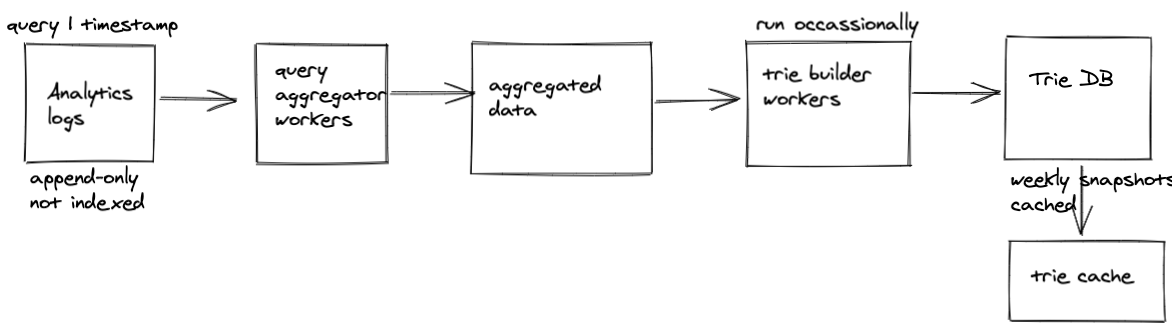 query | timestamp
Analytics
logs
append-only
not indexed
query
aggregator
workers
aggregated
data
run occassionally
trie builder
workers
Trie DB
weekly snapshots
cached
trie cache